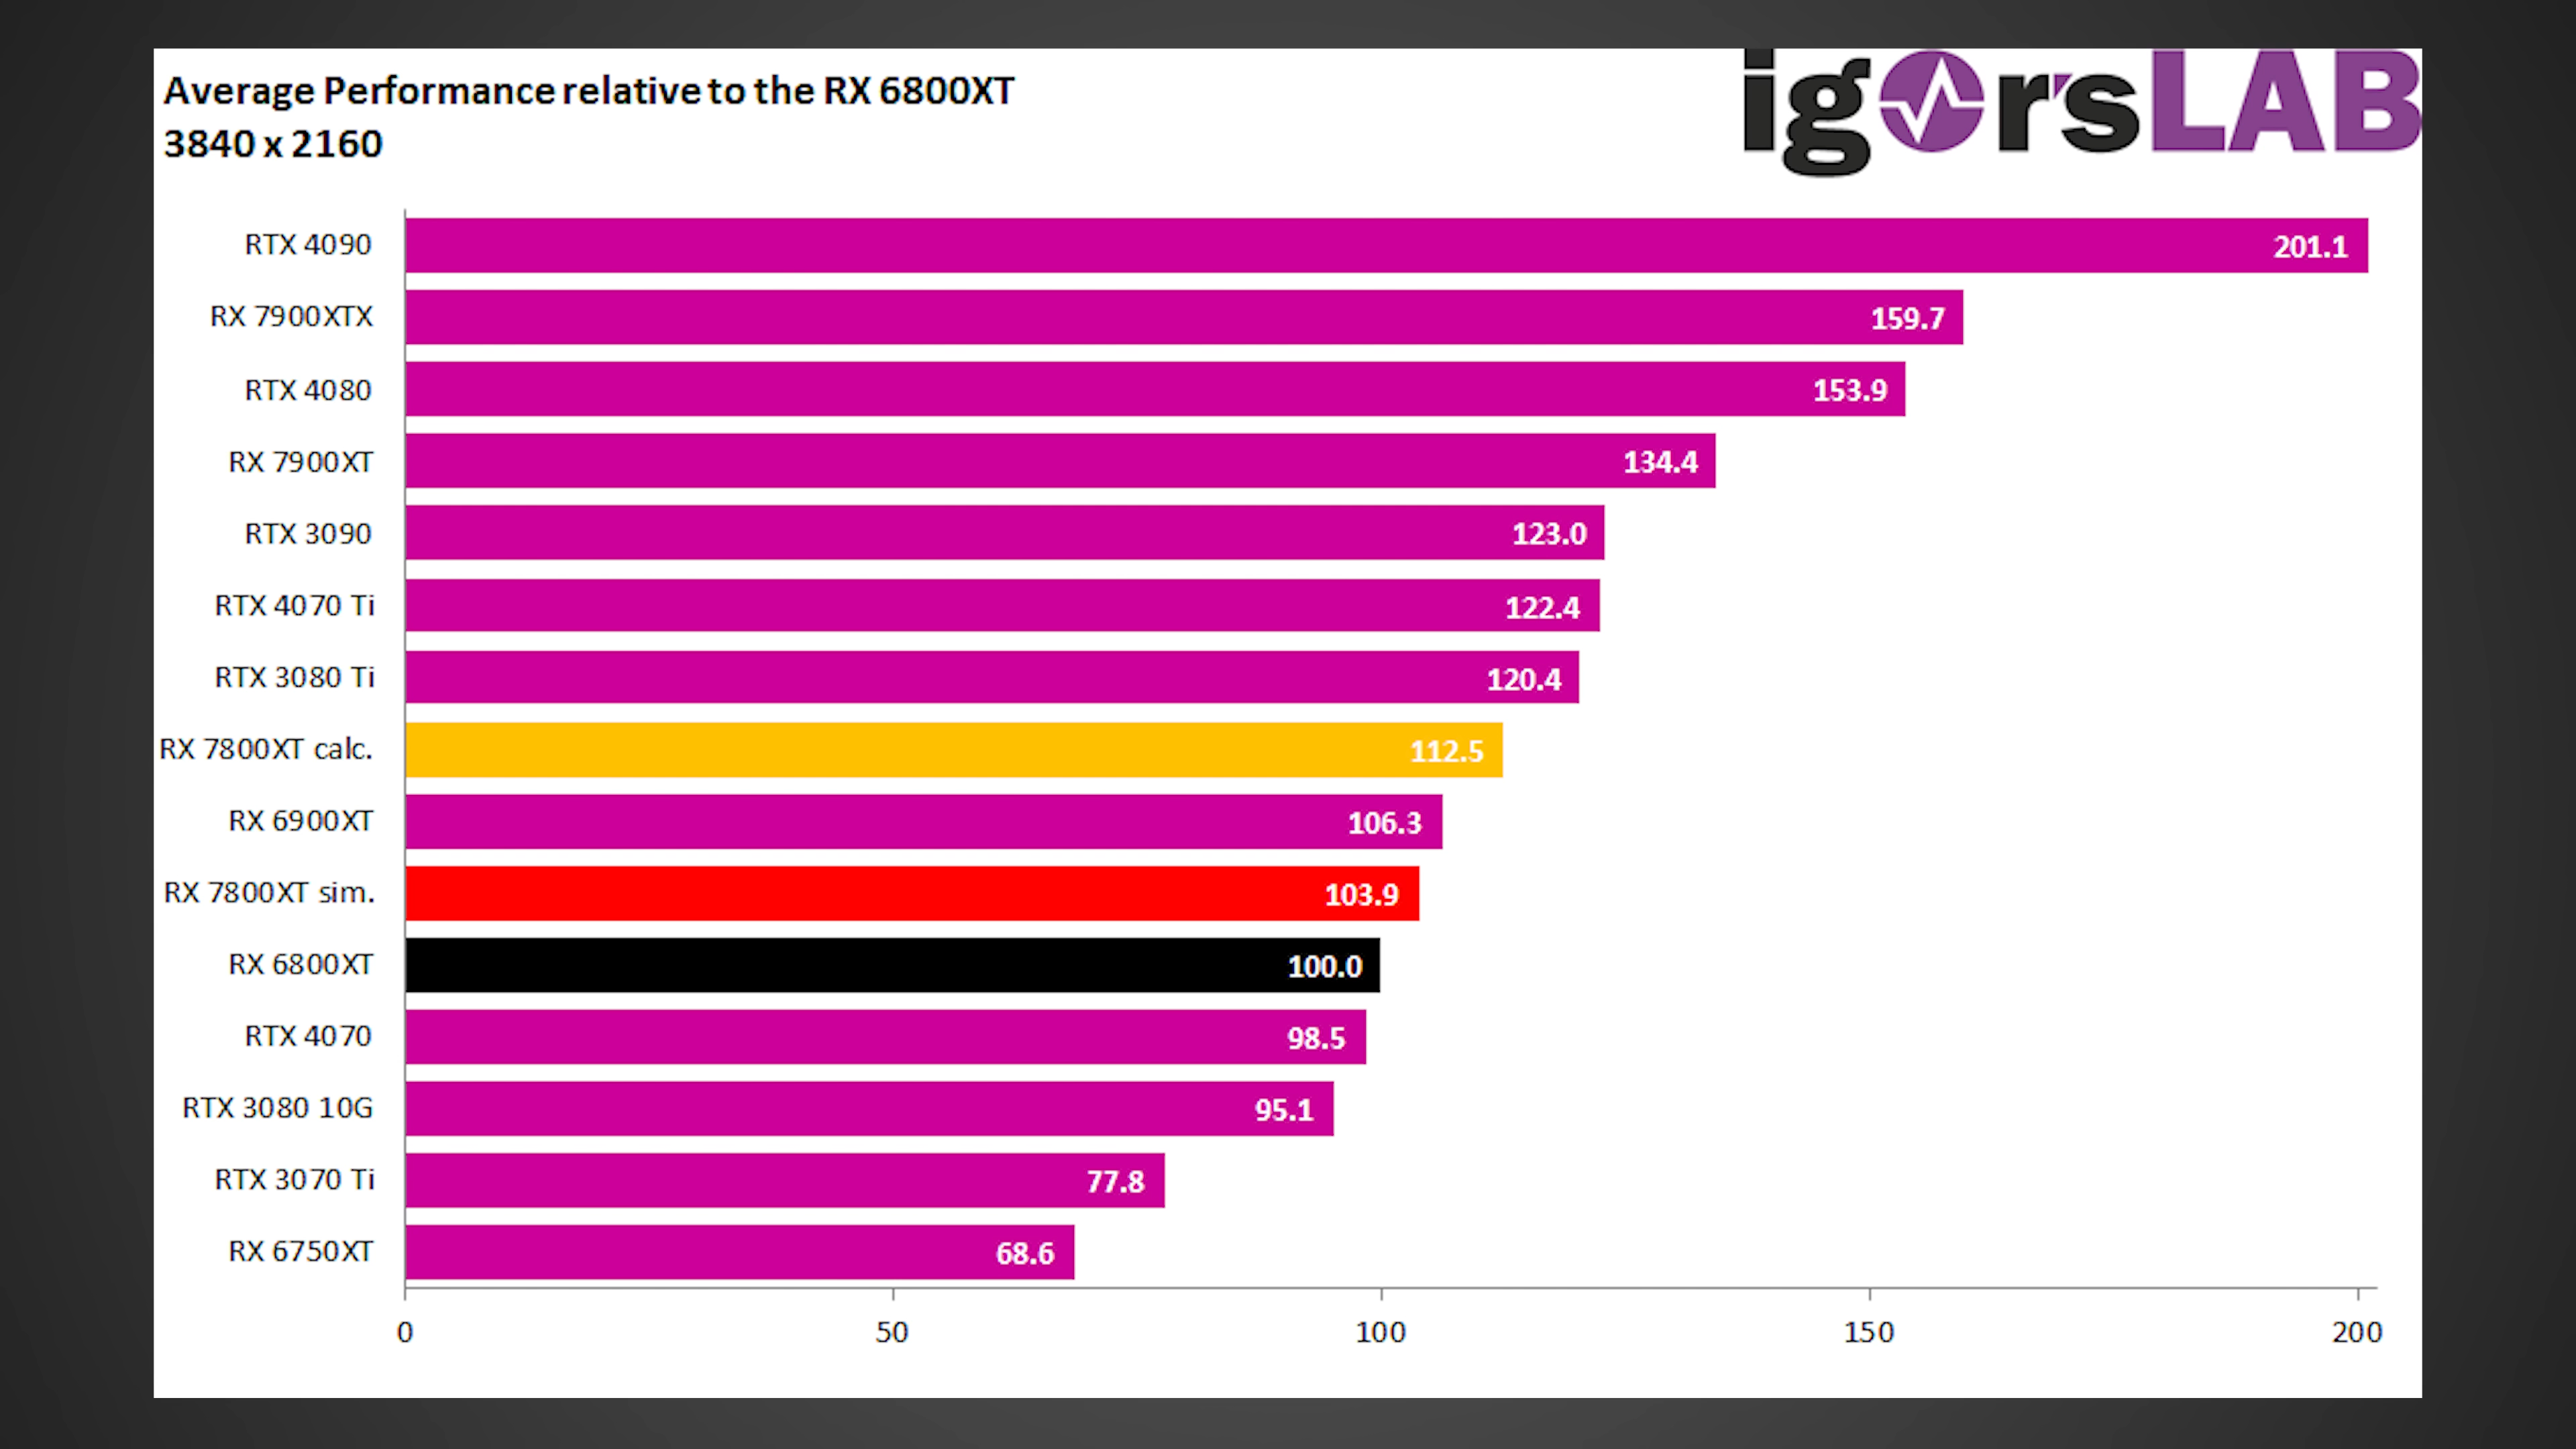 Average Performance relative to the RX 6800XT
3840 x 2160
igorsLAB
RTX 4090 201.1
RX 7900XTX 159.7
RTX 4080 153.9
RX 7900XT 134.4
RTX 3090 123.0
RTX 4070 Ti 122.4
RTX 3080 Ti 120.4
RX 7800XT calc. 112.5
RX 6900XT 106.3
RX 7800XT sim. 103.9
RX 6800XT 100.0
RTX 4070 98.5
RTX 3080 10G 95.1
RTX 3070 Ti 77.8
RX 6750XT 68.6
0 50 100 150 200